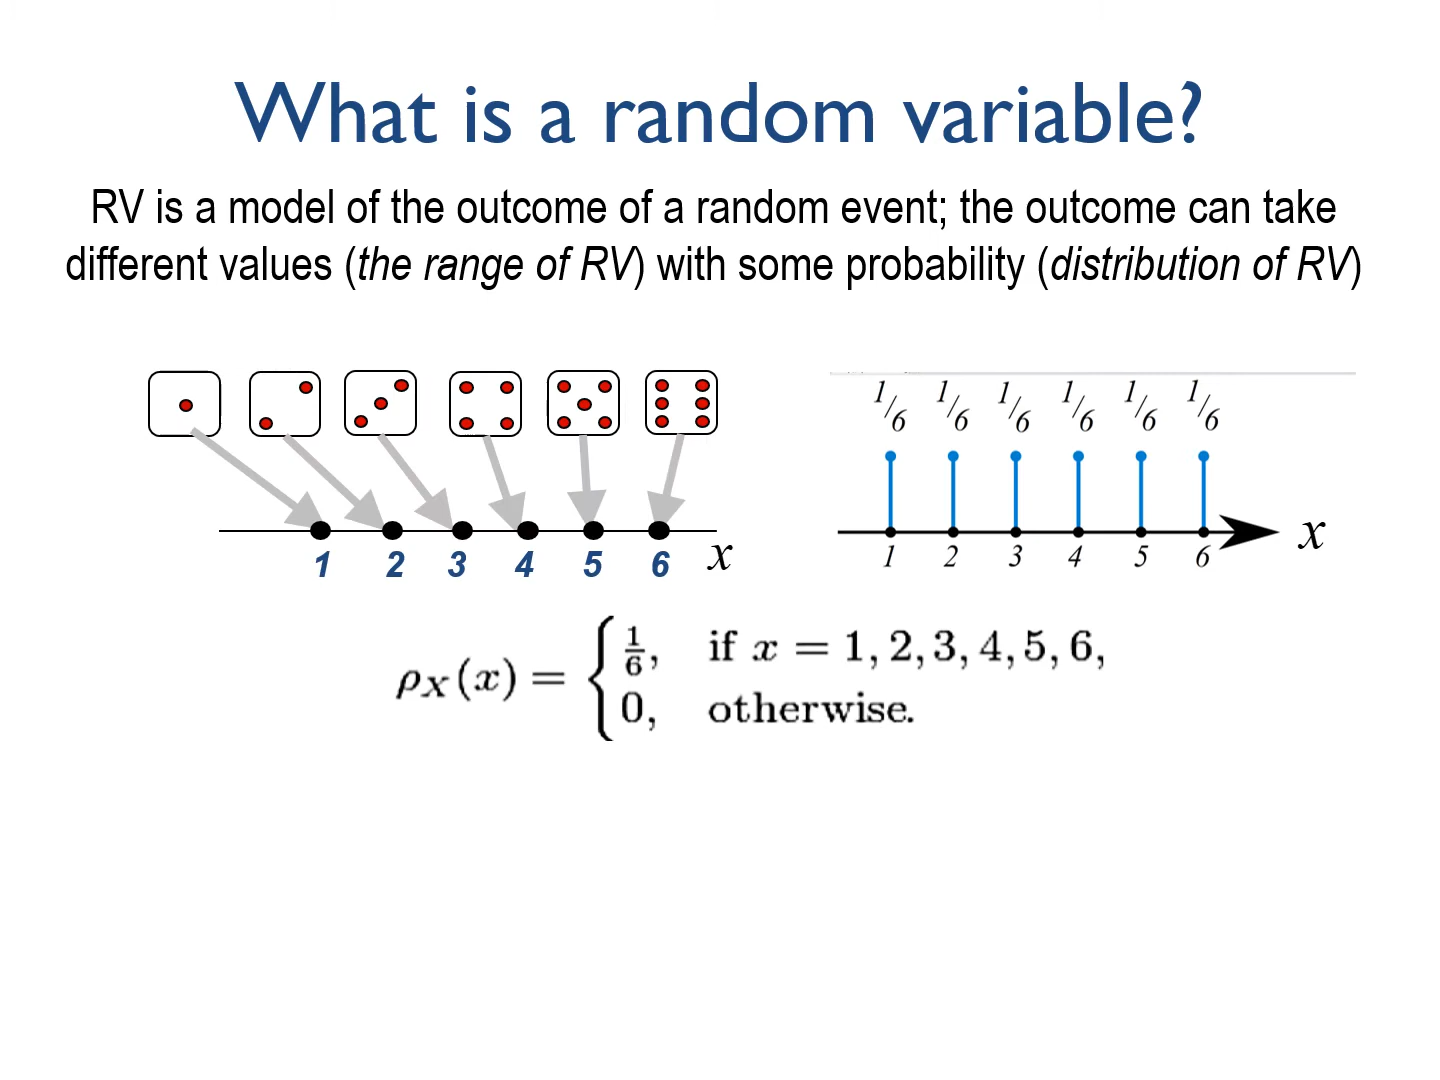 What is a random variable?
RV is a model of the outcome of a random event; the outcome can take
different values (the range of RV) with some probability (distribution of RV)
1/6 1/6 1/6 1/6 1/6 1/6
1 2 3 4 5 6 x
1 2 3 4 5 6 x
ρX(x) = { 1/6, if x = 1, 2, 3, 4, 5, 6,
0, otherwise.